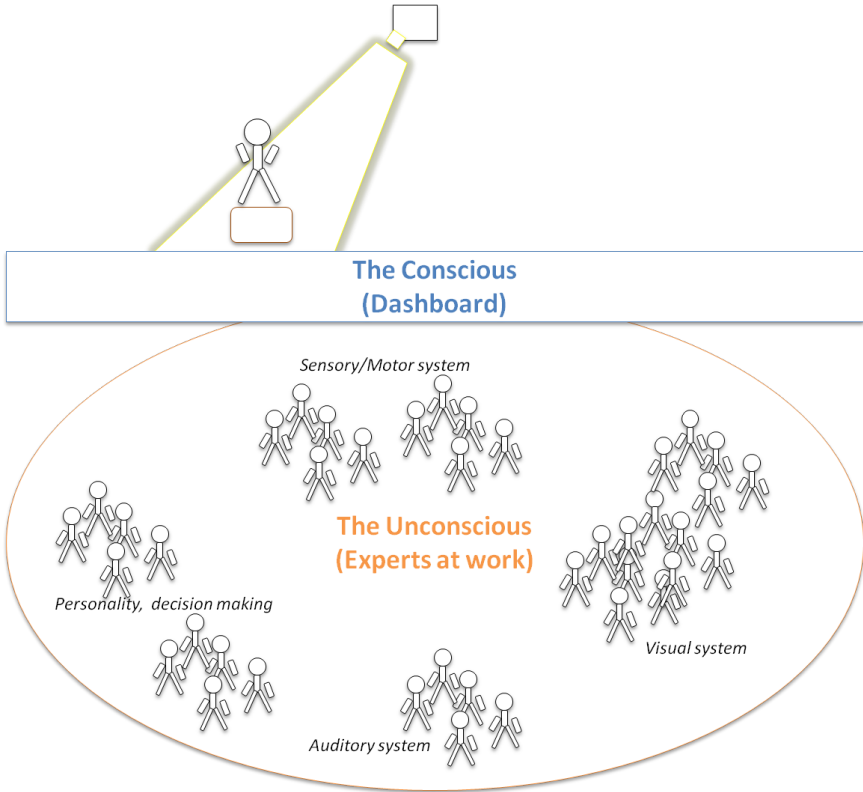 The Conscious
(Dashboard)
Sensory/Motor system
The Unconscious
(Experts at work)
Personality, decision making
Visual system
Auditory system